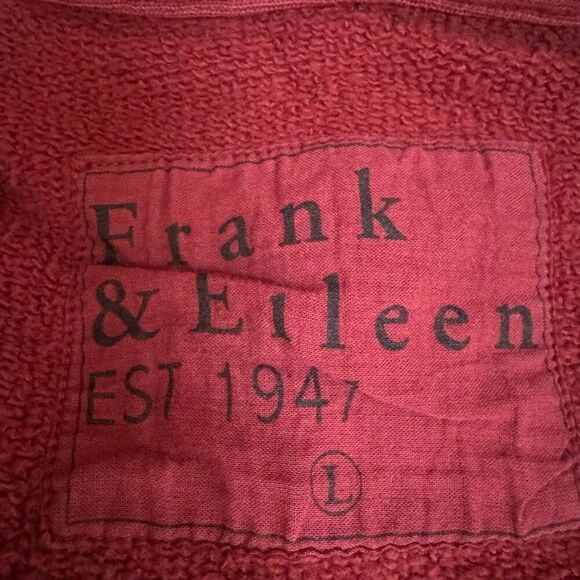 Frank
& Eileen
EST 1947
L